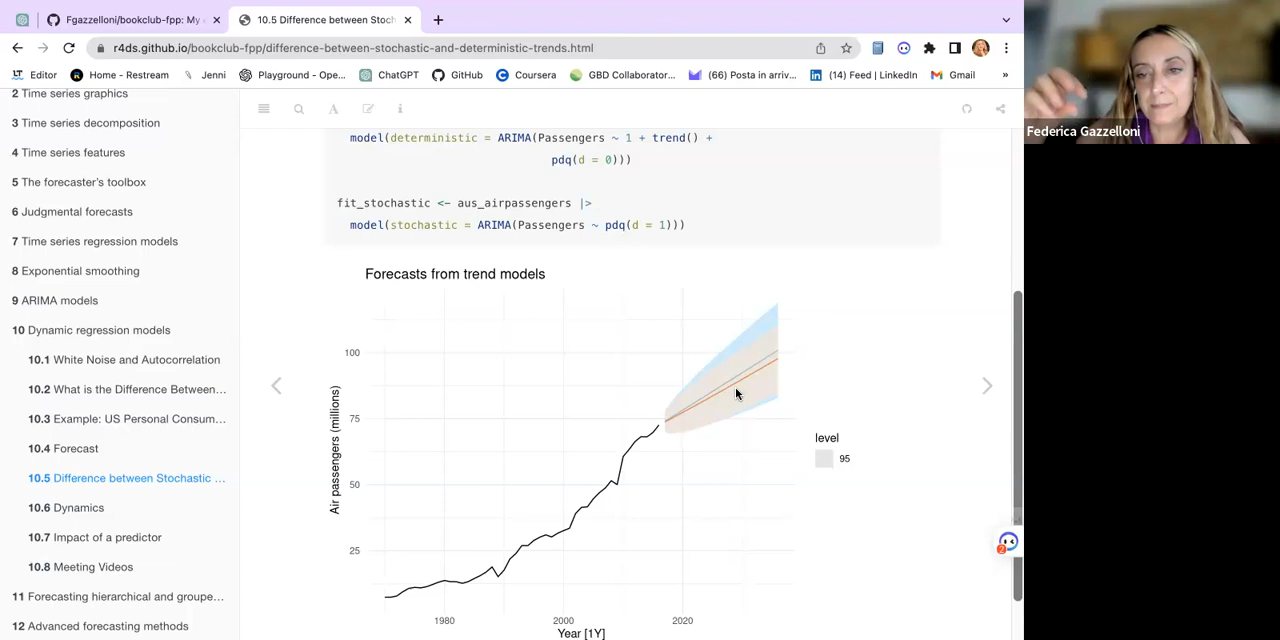 Fgazzelloni/bookclub-fpp: My
10.5 Difference between Stoch
r4ds.github.io/bookclub-fpp/difference-between-stochastic-and-deterministic-trends.html
Editor
Home - Restream
Jenni
Playground - Ope...
ChatGPT
GitHub
Coursera
GBD Collaborator...
(66) Posta in arriv...
(14) Feed | LinkedIn
Gmail
»
Federica Gazzelloni
2 Time series graphics
3 Time series decomposition
4 Time series features
5 The forecaster's toolbox
6 Judgmental forecasts
7 Time series regression models
8 Exponential smoothing
9 ARIMA models
10 Dynamic regression models
10.1 White Noise and Autocorrelation
10.2 What is the Difference Between...
10.3 Example: US Personal Consum...
10.4 Forecast
10.5 Difference between Stochastic ...
10.6 Dynamics
10.7 Impact of a predictor
10.8 Meeting Videos
11 Forecasting hierarchical and groupe...
12 Advanced forecasting methods
model(deterministic = ARIMA(Passengers ~ 1 + trend() +
pdq(d = 0)))
fit_stochastic <- aus_airpassengers |>
model(stochastic = ARIMA(Passengers ~ pdq(d = 1)))
Forecasts from trend models
100
75
50
25
Air passengers (millions)
1980
2000
2020
Year [1Y]
level
95
2